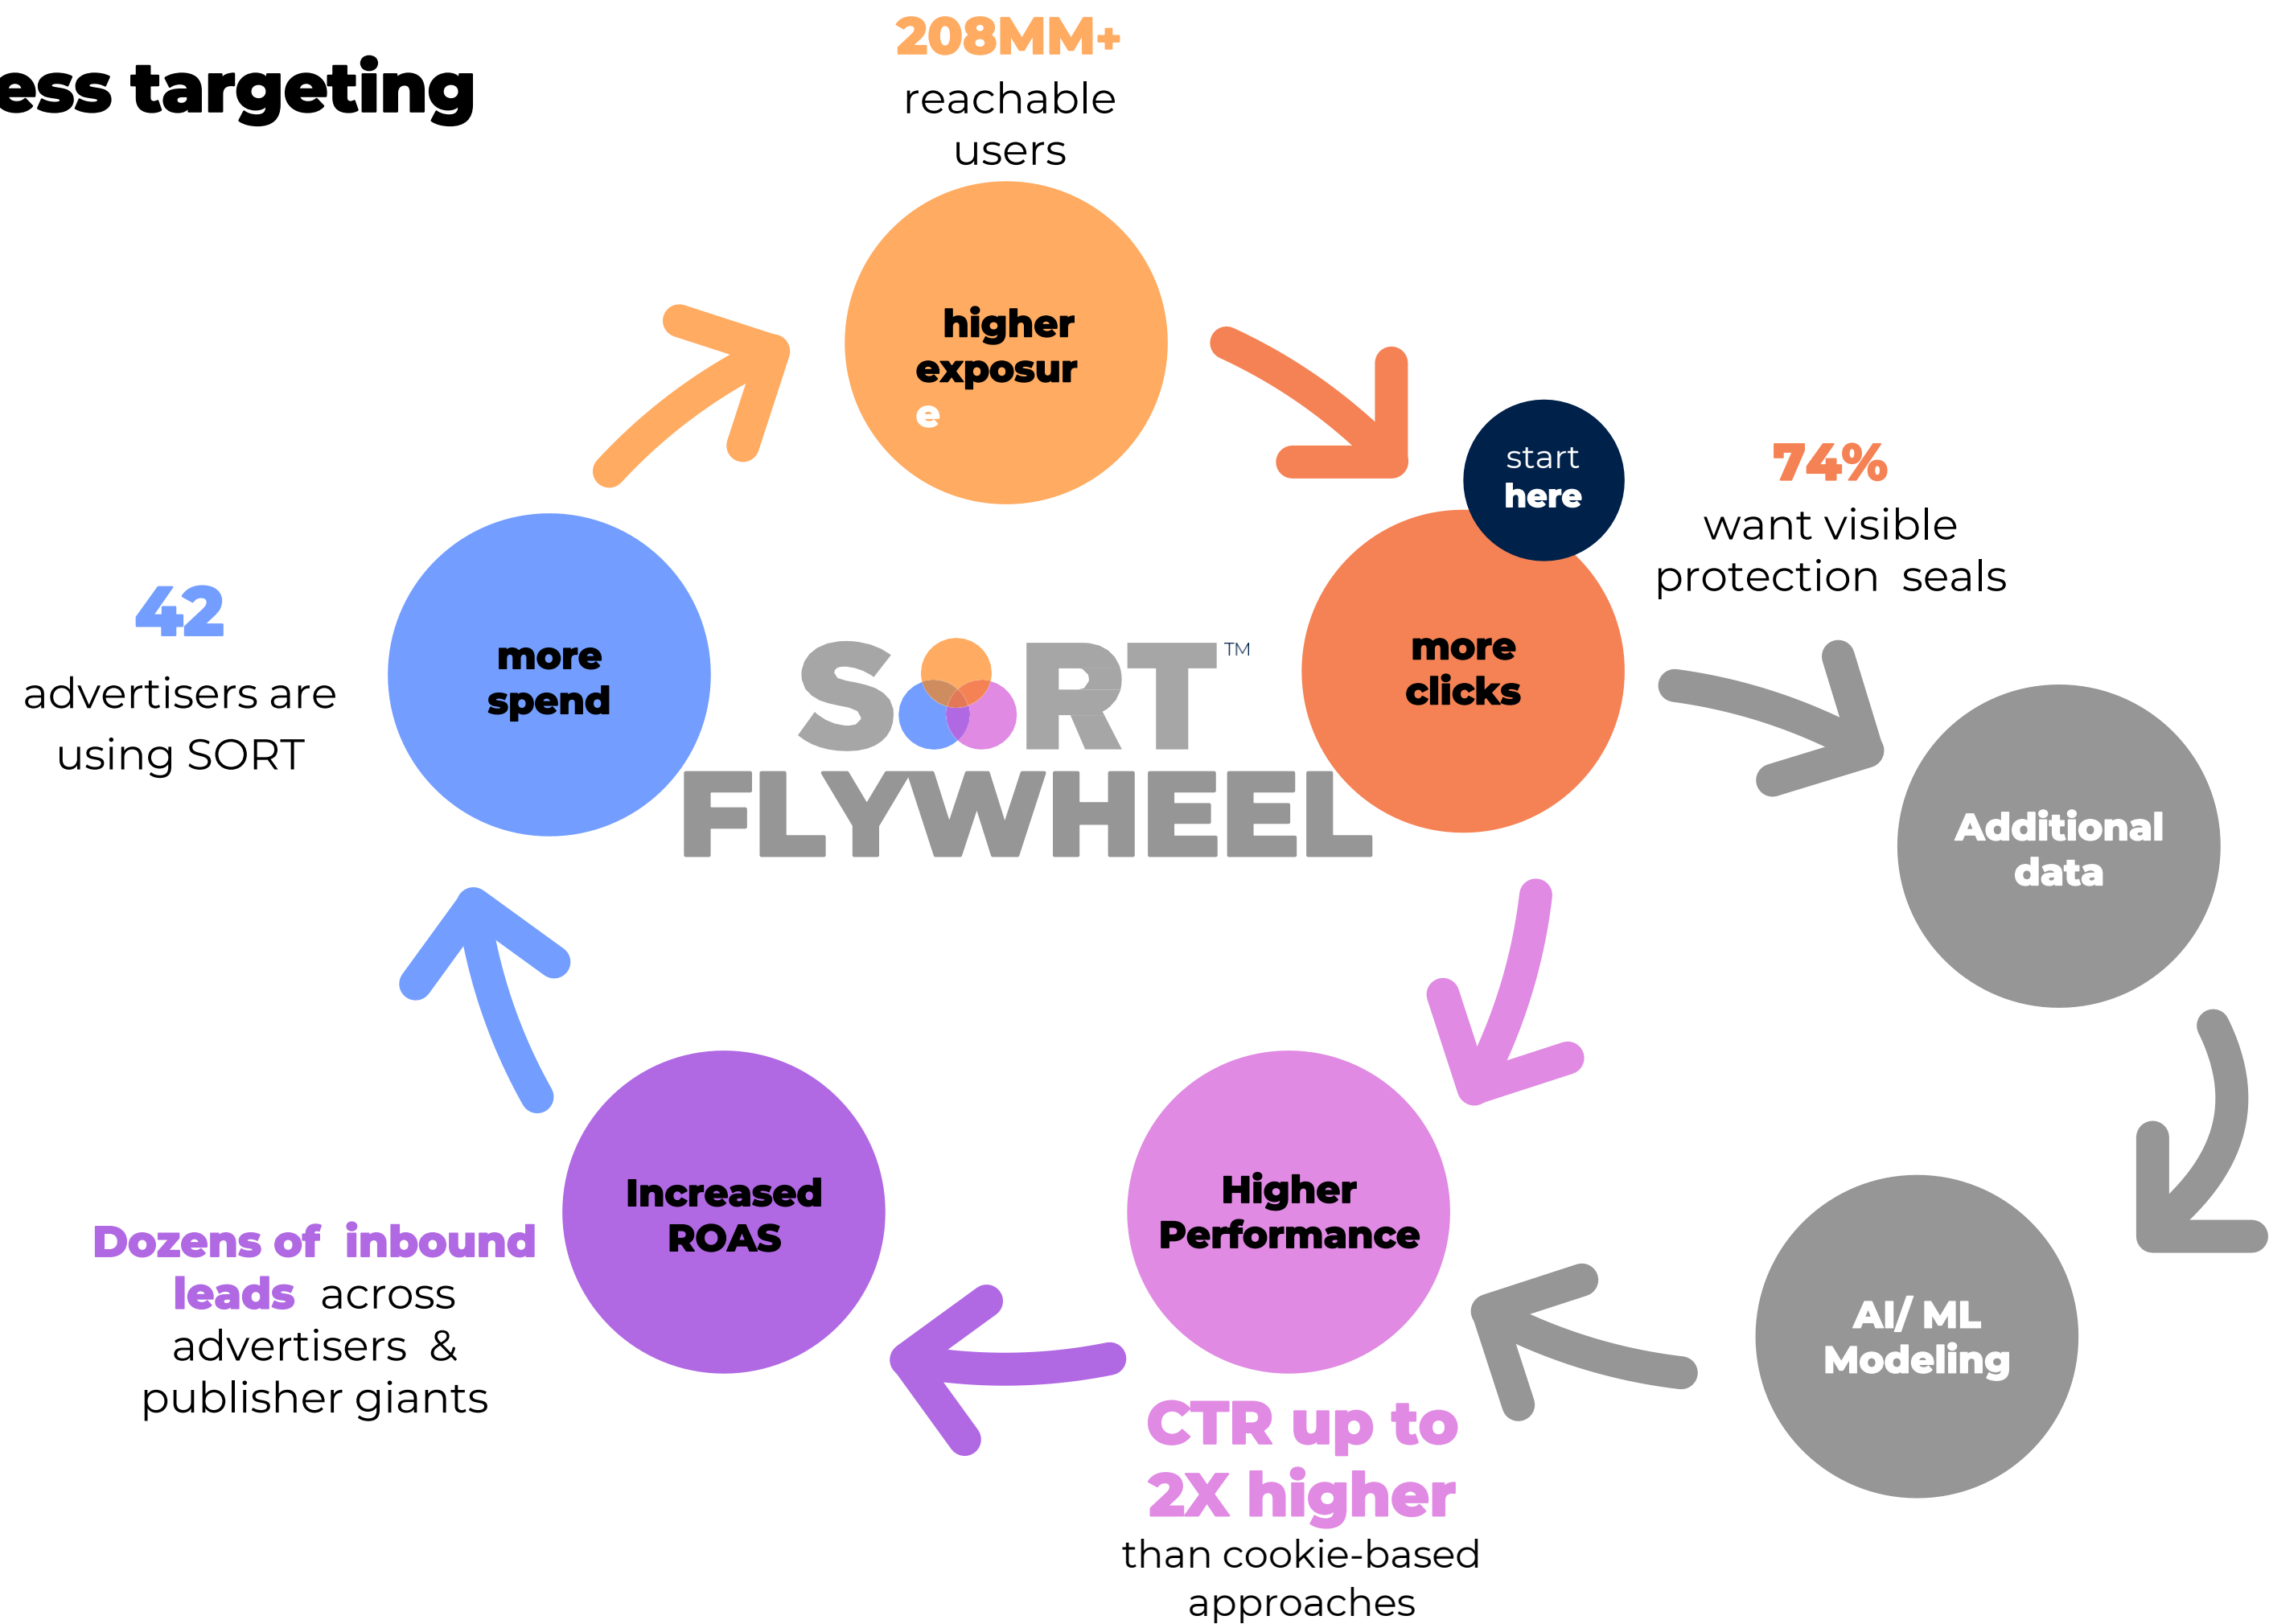 ess targeting
208MM+
reachable
users
higher
exposur
e
start
here
74%
want visible
protection seals
more
clicks
42
advertisers are
using SORT
more
spend
SORT™
FLYWHEEL
Additional
data
Increased
ROAS
Higher
Performance
AI/ ML
Modeling
Dozens of inbound
leads across
advertisers &
publisher giants
CTR up to
2X higher
than cookie-based
approaches